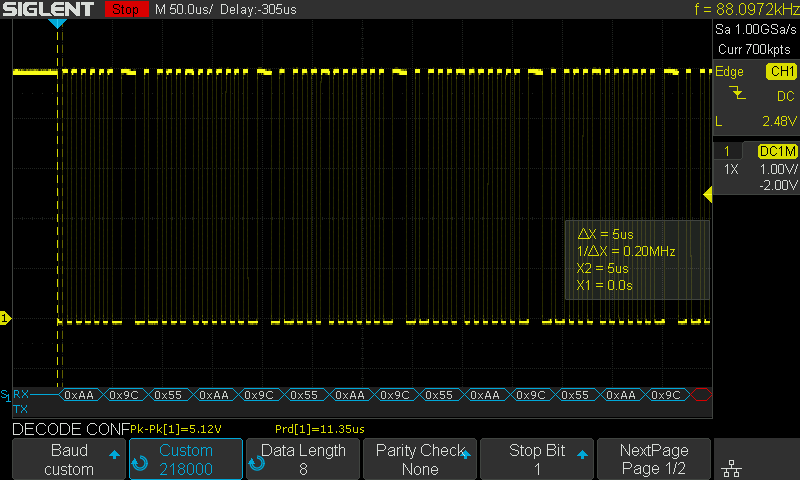 SIGLENT Stop M 50.0us/ Delay:-305us f = 88.0972kHz
Sa 1.00GSa/s
Curr 700kpts
Edge CH1
DC
L 2.48V
1 DC1M
1X 1.00V/
-2.00V
ΔX = 5us
1/ΔX = 0.20MHz
X2 = 5us
X1 = 0.0s
1
S1 RX 0xAA 0x9C 0x55 0xAA 0x9C 0x55 0xAA 0x9C 0x55 0xAA 0x9C 0x55 0xAA 0x9C
TX
DECODE CONF Pk-Pk[1]=5.12V Prd[1]=11.35us
Baud Custom Data Length Parity Check Stop Bit NextPage
custom 218000 8 None 1 Page 1/2